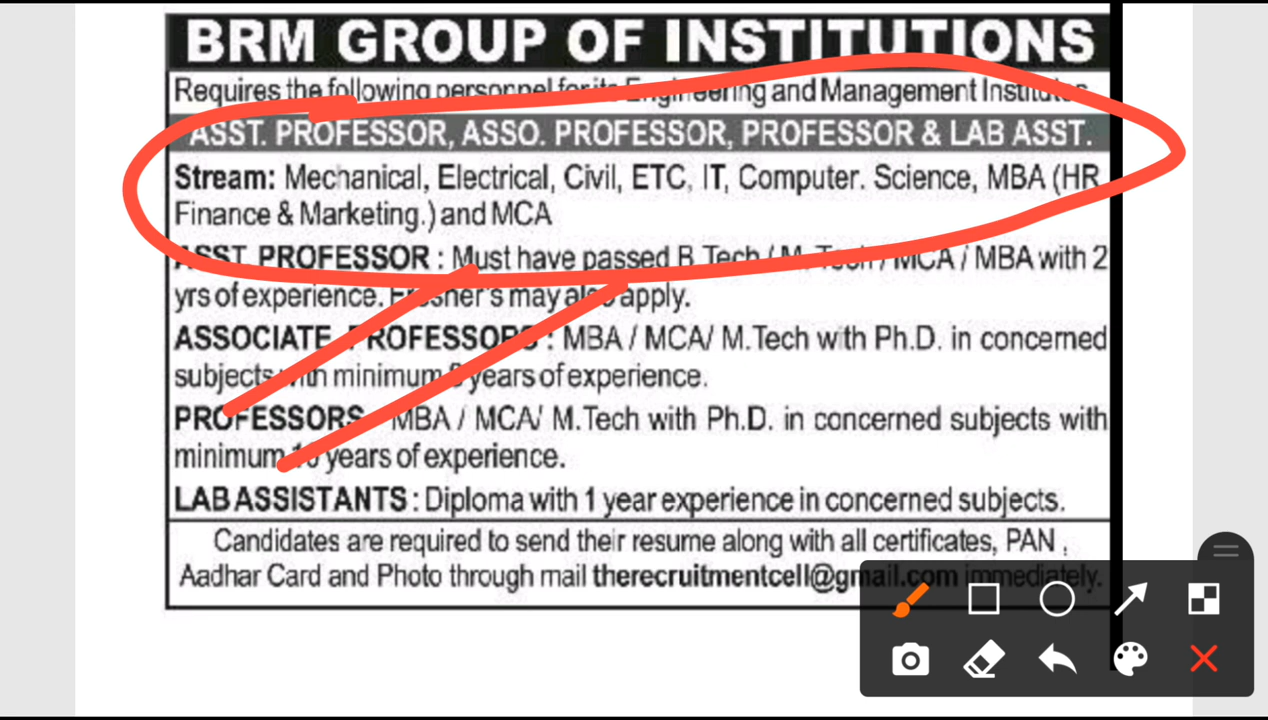 BRM GROUP OF INSTITUTIONS
Requires the following personnel for its Engineering and Management Institutes
ASST. PROFESSOR, ASSO. PROFESSOR, PROFESSOR & LAB ASST.
Stream: Mechanical, Electrical, Civil, ETC, IT, Computer. Science, MBA (HR
Finance & Marketing.) and MCA
ASST. PROFESSOR : Must have passed B.Tech / M. Tech / MCA / MBA with 2
yrs of experience. Fresher's may also apply.
ASSOCIATE PROFESSORS : MBA / MCA/ M.Tech with Ph.D. in concerned
subjects with minimum years of experience.
PROFESSORS MBA / MCA/ M.Tech with Ph.D. in concerned subjects with
minimum 10 years of experience.
LAB ASSISTANTS : Diploma with 1 year experience in concerned subjects.
Candidates are required to send their resume along with all certificates, PAN ,
Aadhar Card and Photo through mail therecruitmentcell@gmail.com immediately.